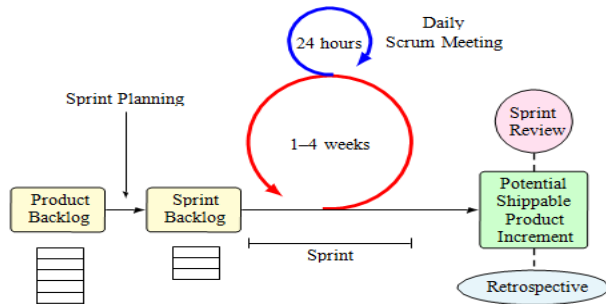 24 hours
Daily
Scrum Meeting
Sprint Planning
1–4 weeks
Sprint
Review
Product
Backlog
Sprint
Backlog
Potential
Shippable
Product
Increment
Sprint
Retrospective